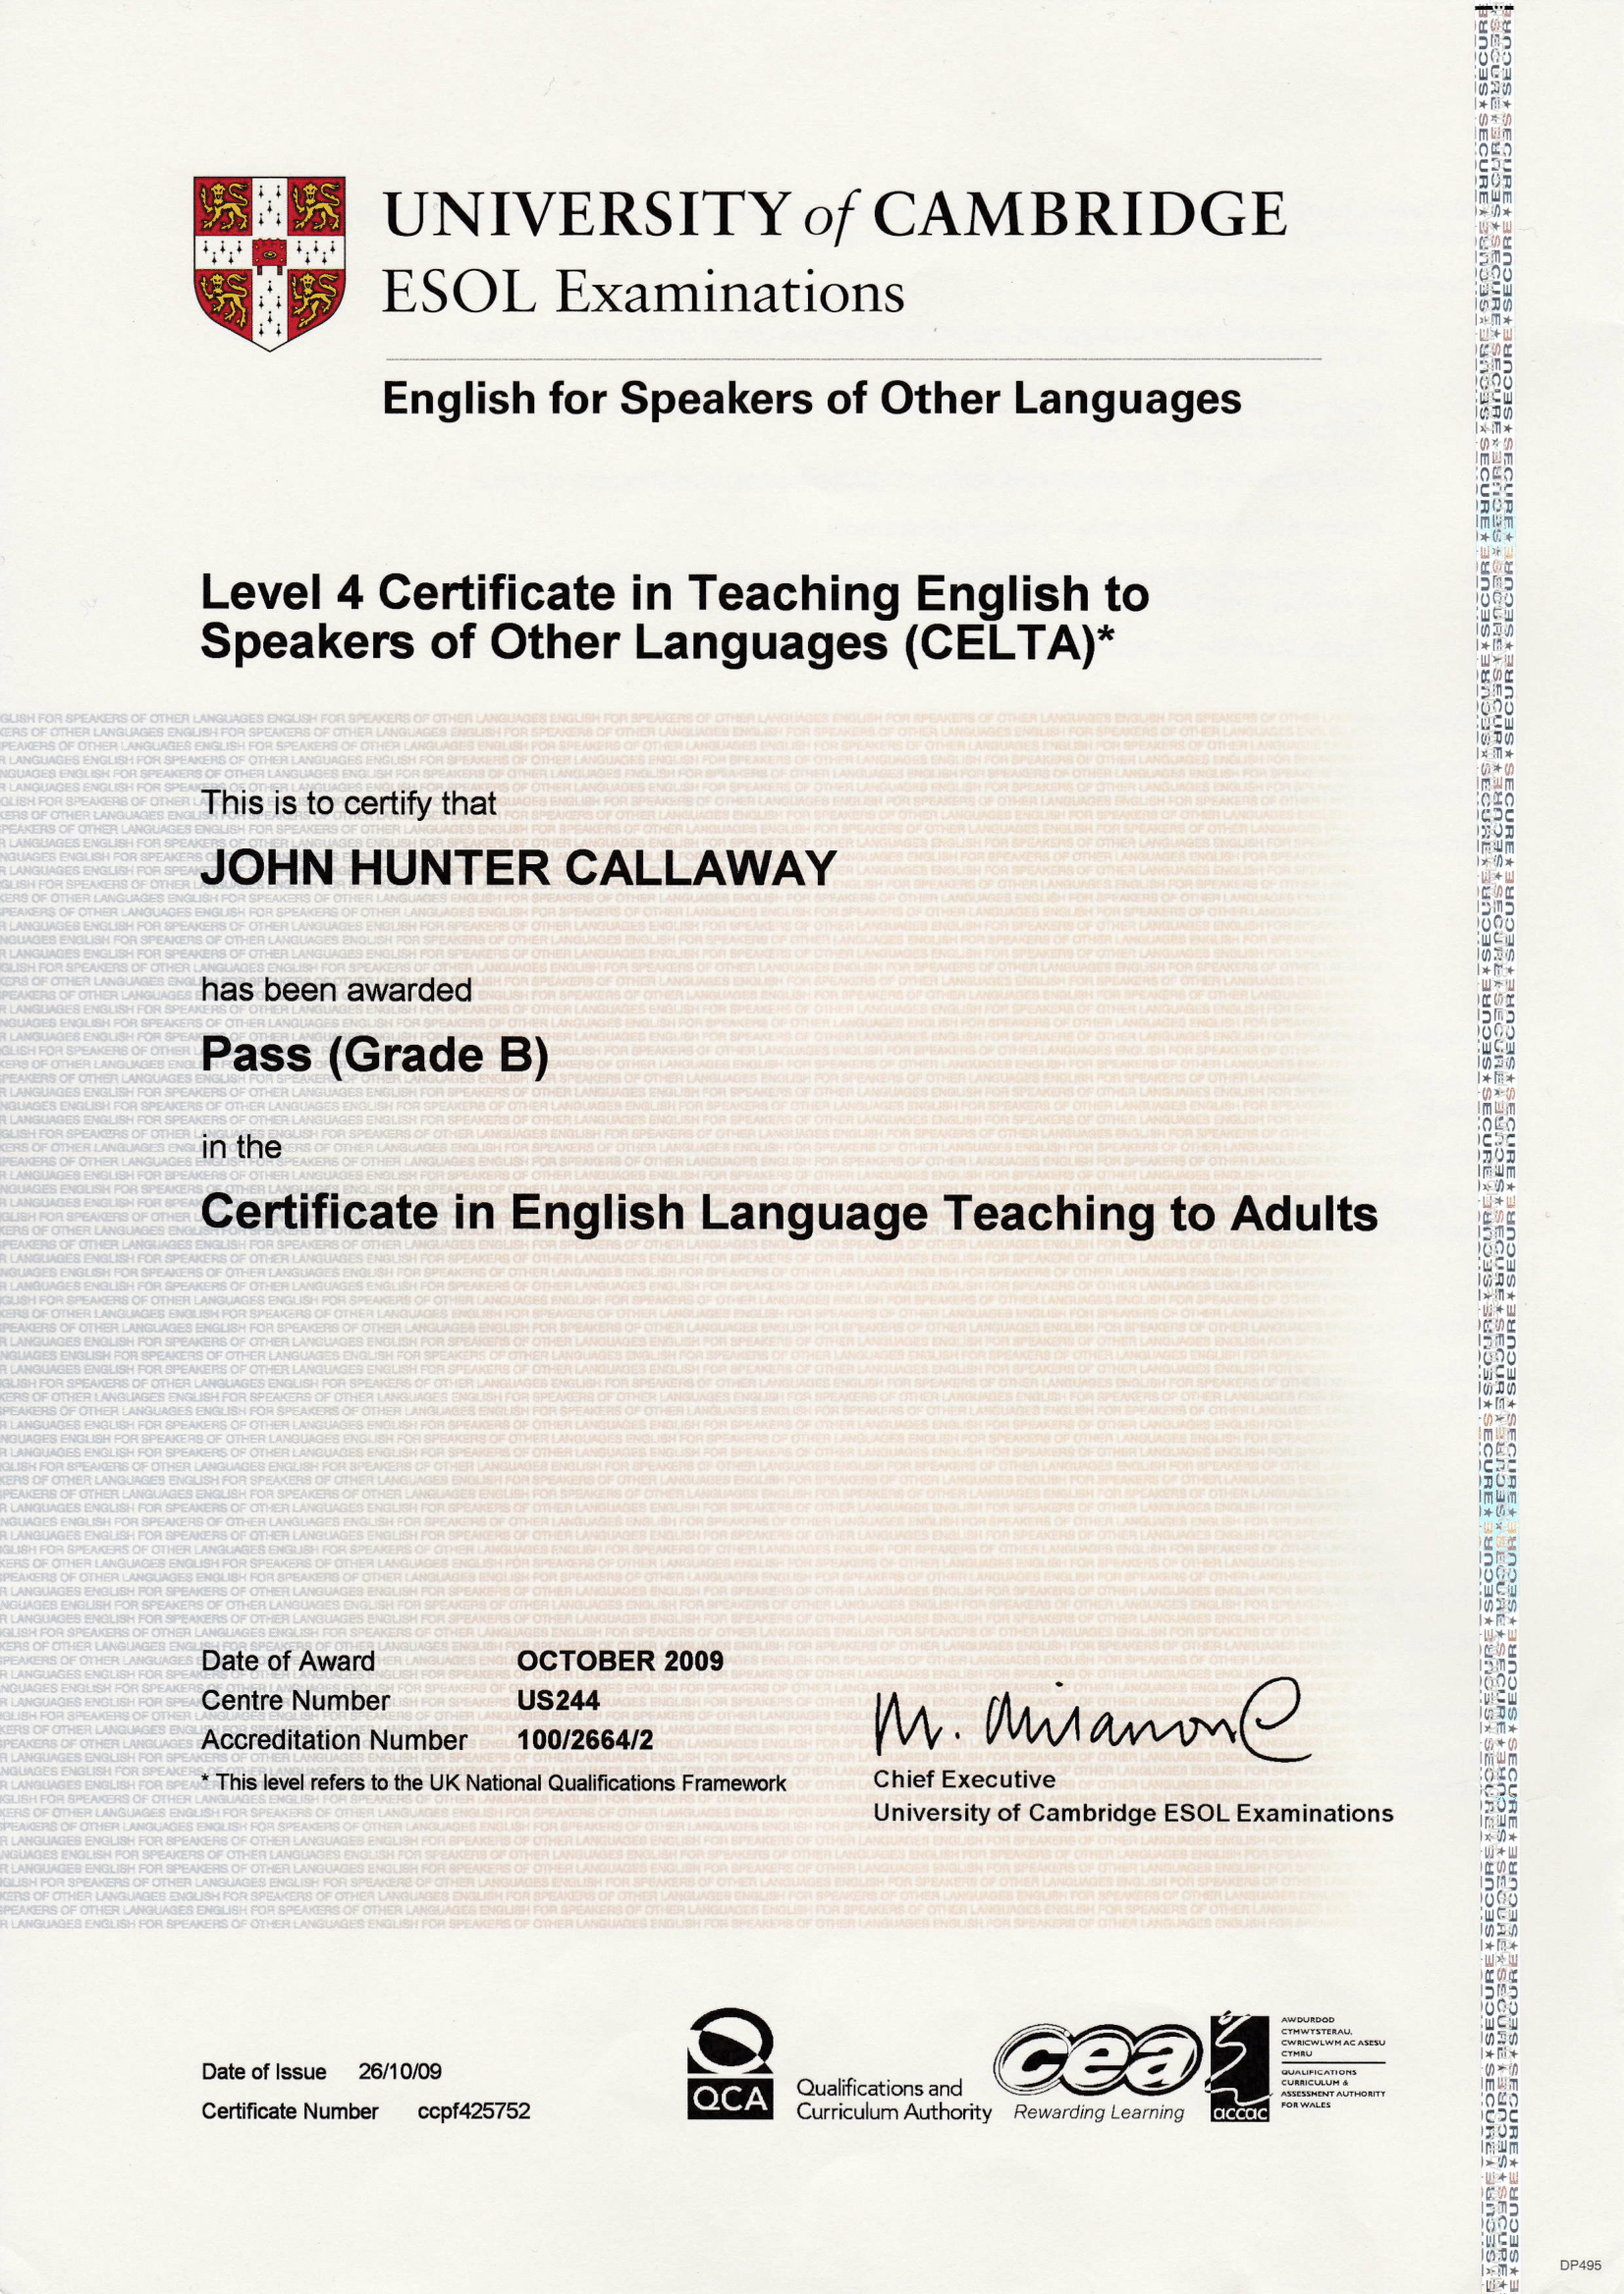 UNIVERSITY of CAMBRIDGE
ESOL Examinations
English for Speakers of Other Languages
Level 4 Certificate in Teaching English to
Speakers of Other Languages (CELTA)*
This is to certify that
JOHN HUNTER CALLAWAY
has been awarded
Pass (Grade B)
in the
Certificate in English Language Teaching to Adults
Date of Award OCTOBER 2009
Centre Number US244
Accreditation Number 100/2664/2
* This level refers to the UK National Qualifications Framework
Chief Executive
University of Cambridge ESOL Examinations
Date of Issue 26/10/09
Certificate Number ccpf425752
QCA
Qualifications and
Curriculum Authority
cea
Rewarding Learning
accac
AWDURDOD
CYMWYSTERAU,
CWRICWLWM AC ASESU
CYMRU
QUALIFICATIONS
CURRICULUM &
ASSESSMENT AUTHORITY
FOR WALES
DP495